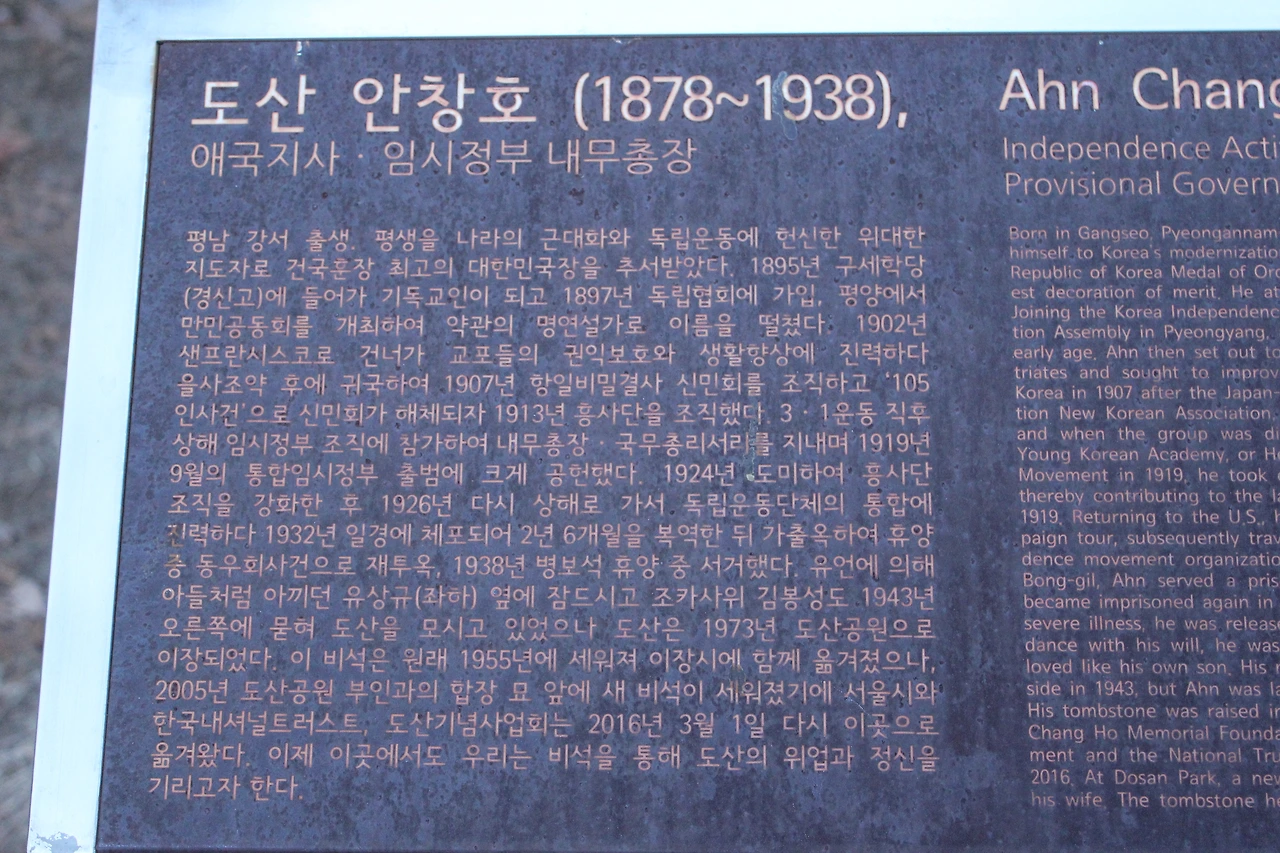 도산 안창호 (1878~1938),
애국지사 · 임시정부 내무총장
평남 강서 출생. 평생을 나라의 근대화와 독립운동에 헌신한 위대한
지도자로 건국훈장 최고의 대한민국장을 추서받았다. 1895년 구세학당
(경신고)에 들어가 기독교인이 되고 1897년 독립협회에 가입, 평양에서
만민공동회를 개최하여 약관의 명연설가로 이름을 떨쳤다. 1902년
샌프란시스코로 건너가 교포들의 권익보호와 생활향상에 진력하다
을사조약 후에 귀국하여 1907년 항일비밀결사 신민회를 조직하고 '105
인사건'으로 신민회가 해체되자 1913년 흥사단을 조직했다. 3 · 1운동 직후
상해 임시정부 조직에 참가하여 내무총장 · 국무총리서리를 지내며 1919년
9월의 통합임시정부 출범에 크게 공헌했다. 1924년 도미하여 흥사단
조직을 강화한 후 1926년 다시 상해로 가서 독립운동단체의 통합에
진력하다 1932년 일경에 체포되어 2년 6개월을 복역한 뒤 가출옥하여 휴양
중 동우회사건으로 재투옥, 1938년 병보석 휴양 중 서거했다. 유언에 의해
아들처럼 아끼던 유상규(좌하) 옆에 잠드시고 조카사위 김봉성도 1943년
오른쪽에 묻혀 도산을 모시고 있었으나 도산은 1973년 도산공원으로
이장되었다. 이 비석은 원래 1955년에 세워져 이장시에 함께 옮겨졌으나,
2005년 도산공원 부인과의 합장 묘 앞에 새 비석이 세워졌기에 서울시와
한국내셔널트러스트, 도산기념사업회는 2016년 3월 1일 다시 이곳으로
옮겨왔다. 이제 이곳에서도 우리는 비석을 통해 도산의 위업과 정신을
기리고자 한다.
Ahn Chang
Independence Acti
Provisional Govern
Born in Gangseo, Pyeongannam
himself to Korea's modernizatio
Republic of Korea Medal of Ord
est decoration of merit. He at
Joining the Korea Independenc
tion Assembly in Pyeongyang,
early age. Ahn then set out to
triates and sought to improv
Korea in 1907 after the Japan-
tion New Korean Association,
and when the group was di
Young Korean Academy, or He
Movement in 1919, he took
thereby contributing to the
1919. Returning to the U.S.,
paign tour, subsequently trav
dence movement organizatio
Bong-gil, Ahn served a pris
became imprisoned again in
severe illness, he was release
dance with his will, he was
loved like his own son. His
side in 1943, but Ahn was la
His tombstone was raised in
Chang Ho Memorial Founda
ment and the National Tru
2016. At Dosan Park, a new
his wife. The tombstone he